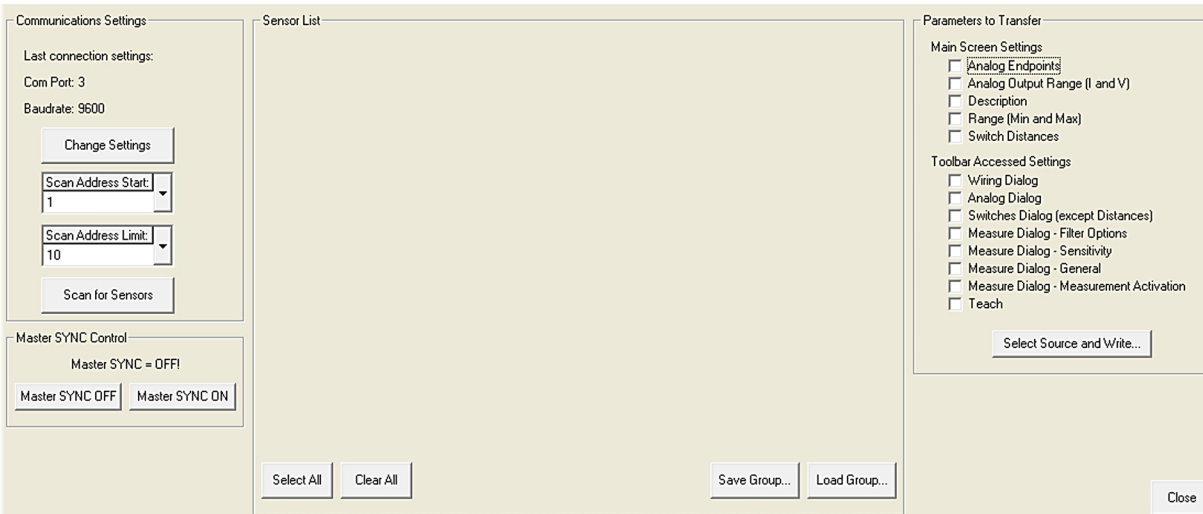 Communications Settings
Last connection settings:
Com Port: 3
Baudrate: 9600
Change Settings
Scan Address Start:
1
Scan Address Limit:
10
Scan for Sensors
Master SYNC Control
Master SYNC = OFF!
Master SYNC OFF
Master SYNC ON
Sensor List
Select All
Clear All
Save Group...
Load Group...
Parameters to Transfer
Main Screen Settings
Analog Endpoints
Analog Output Range (I and V)
Description
Range (Min and Max)
Switch Distances
Toolbar Accessed Settings
Wiring Dialog
Analog Dialog
Switches Dialog (except Distances)
Measure Dialog - Filter Options
Measure Dialog - Sensitivity
Measure Dialog - General
Measure Dialog - Measurement Activation
Teach
Select Source and Write...
Close